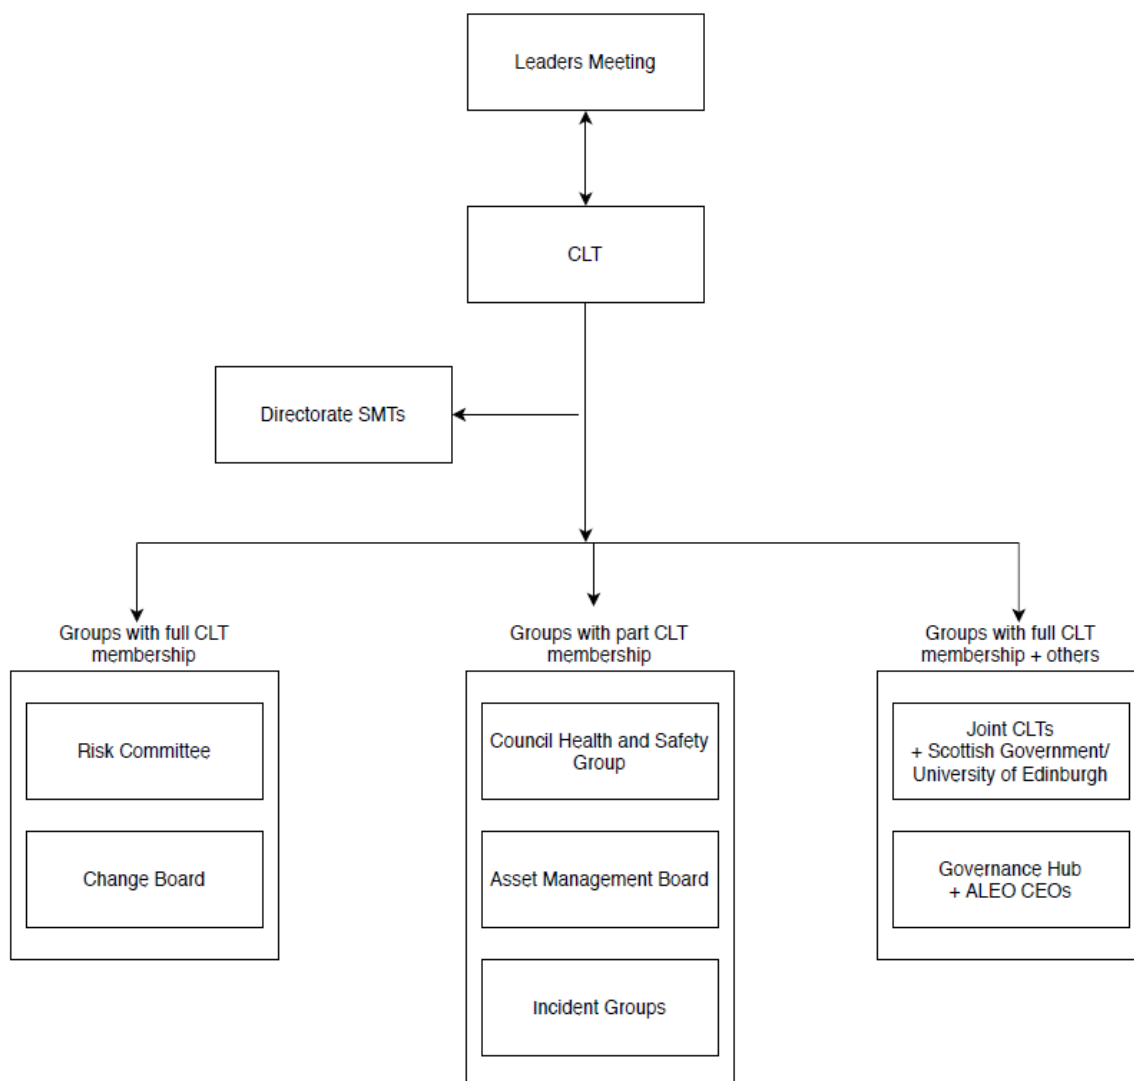 Leaders Meeting
CLT
Directorate SMTs
Groups with full CLT
membership
Risk Committee
Change Board
Groups with part CLT
membership
Council Health and Safety
Group
Asset Management Board
Incident Groups
Groups with full CLT
membership + others
Joint CLTs
+ Scottish Government/
University of Edinburgh
Governance Hub
+ ALEO CEOs